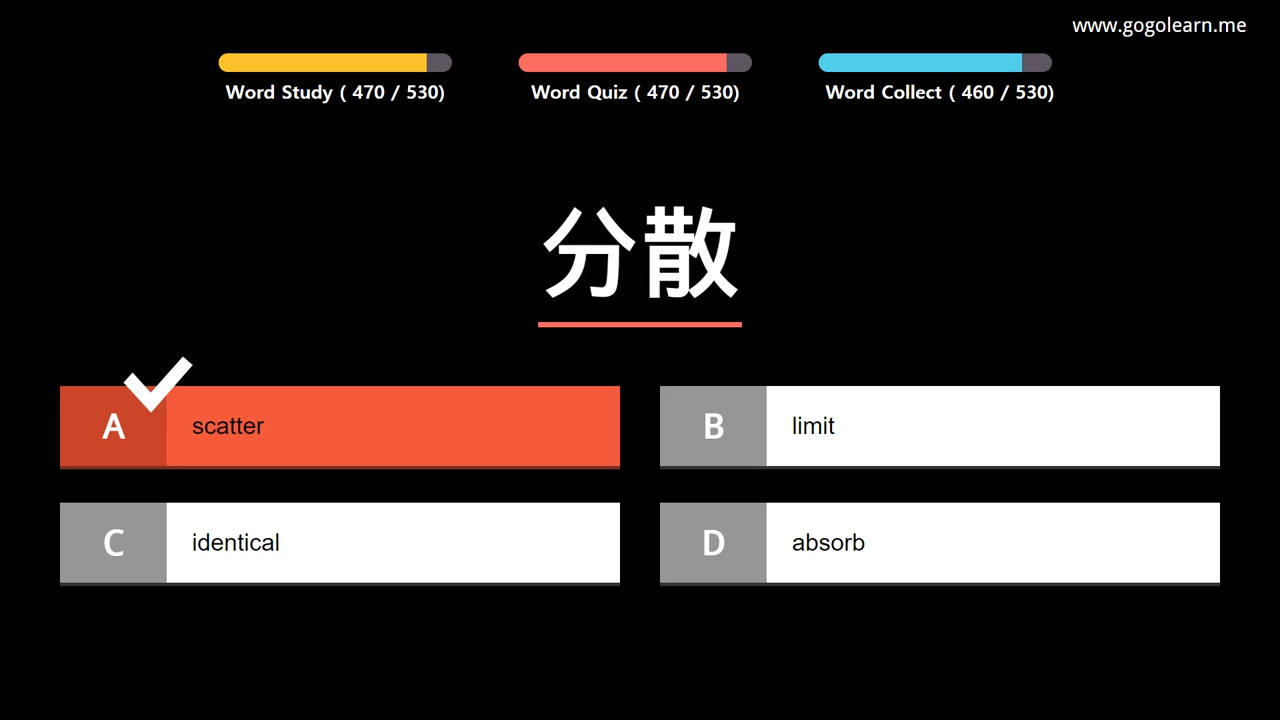 www.gogolearn.me
Word Study ( 470 / 530)
Word Quiz ( 470 / 530)
Word Collect ( 460 / 530)
分散
A scatter
B limit
C identical
D absorb